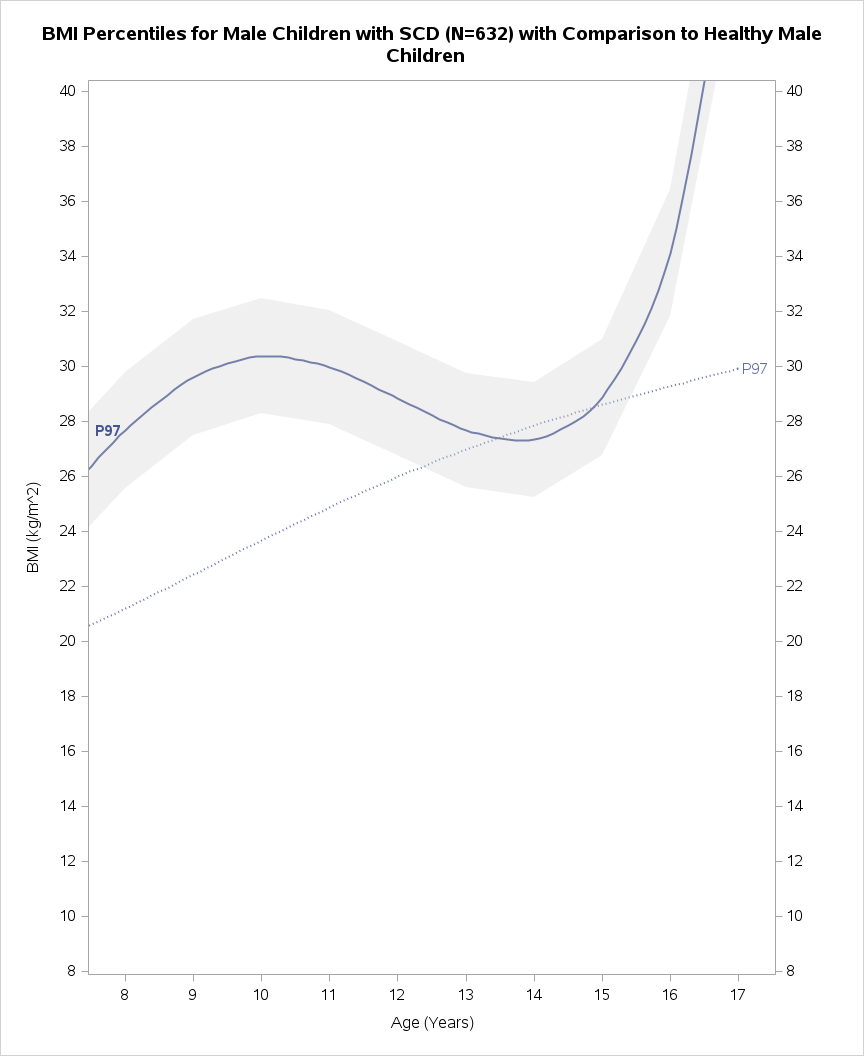 BMI Percentiles for Male Children with SCD (N=632) with Comparison to Healthy Male
Children
40 40
38 38
36 36
34 34
32 32
30 30
P97
28 28
P97
26 26
24 24
22 22
20 20
18 18
16 16
14 14
12 12
10 10
8 8
BMI (kg/m^2)
8 9 10 11 12 13 14 15 16 17
Age (Years)